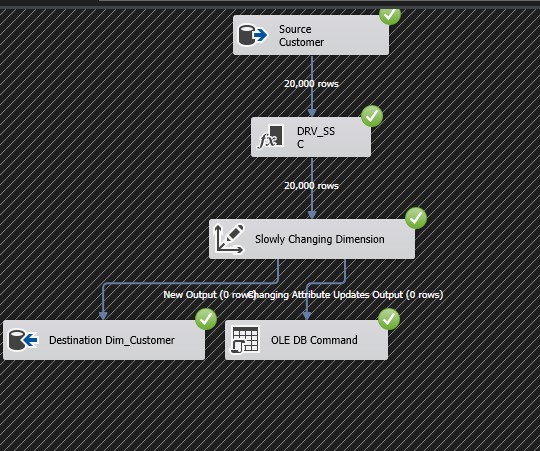 Source
Customer
20,000 rows
DRV_SS
C
20,000 rows
Slowly Changing Dimension
New Output (0 rows)
Changing Attribute Updates Output (0 rows)
Destination Dim_Customer
OLE DB Command